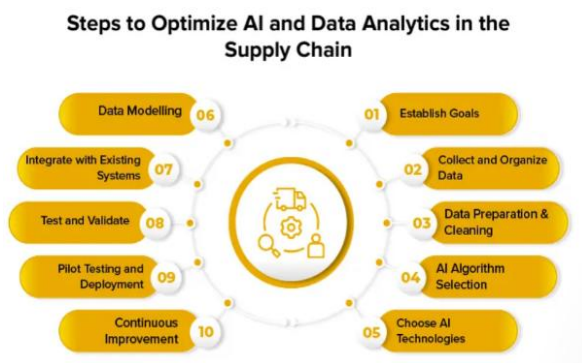 Steps to Optimize AI and Data Analytics in the
Supply Chain
01
Establish Goals
02
Collect and Organize
Data
03
Data Preparation &
Cleaning
04
AI Algorithm
Selection
05
Choose AI
Technologies
06
Data Modelling
07
Integrate with Existing
Systems
08
Test and Validate
09
Pilot Testing and
Deployment
10
Continuous
Improvement